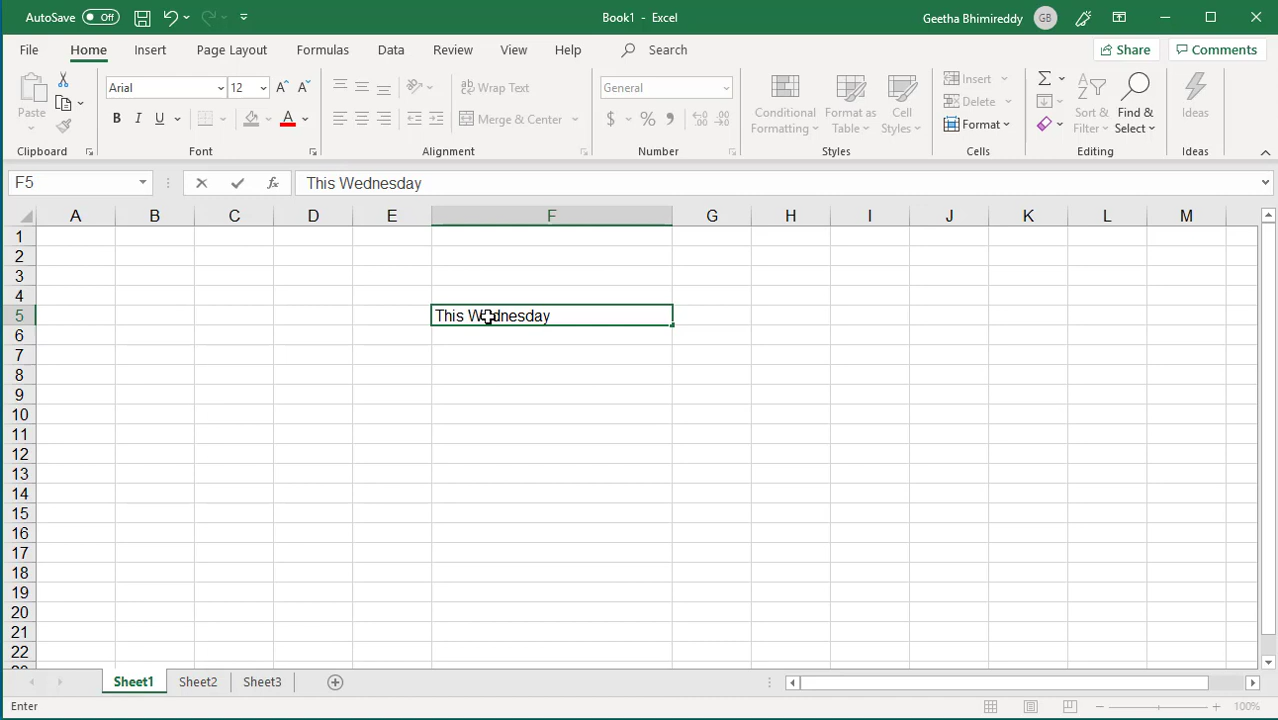 AutoSave Off Book1 - Excel Geetha Bhimireddy GB
File Home Insert Page Layout Formulas Data Review View Help Search Share Comments
Paste Arial 12 Wrap Text General Conditional Formatting Format as Table Cell Styles Insert Sort & Filter Find & Select Ideas
B I U A Merge & Center $ % Delete
Format
Clipboard Font Alignment Number Styles Cells Editing Ideas
F5 fx This Wednesday
A B C D E F G H I J K L M
1
2
3
4
5 This Wednesday
6
7
8
9
10
11
12
13
14
15
16
17
18
19
20
21
22
Sheet1 Sheet2 Sheet3
Enter 100%